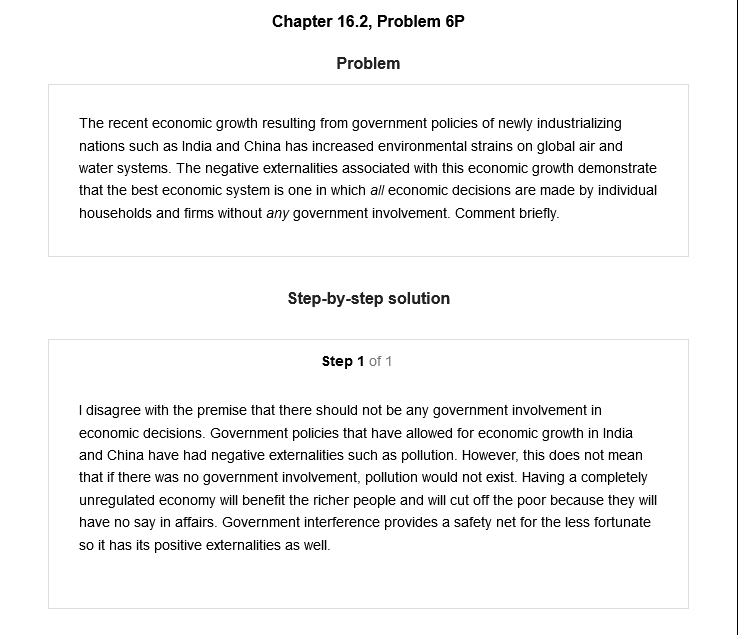 Chapter 16.2, Problem 6P
Problem
The recent economic growth resulting from government policies of newly industrializing
nations such as India and China has increased environmental strains on global air and
water systems. The negative externalities associated with this economic growth demonstrate
that the best economic system is one in which all economic decisions are made by individual
households and firms without any government involvement. Comment briefly.
Step-by-step solution
Step 1 of 1
I disagree with the premise that there should not be any government involvement in
economic decisions. Government policies that have allowed for economic growth in India
and China have had negative externalities such as pollution. However, this does not mean
that if there was no government involvement, pollution would not exist. Having a completely
unregulated economy will benefit the richer people and will cut off the poor because they will
have no say in affairs. Government interference provides a safety net for the less fortunate
so it has its positive externalities as well.